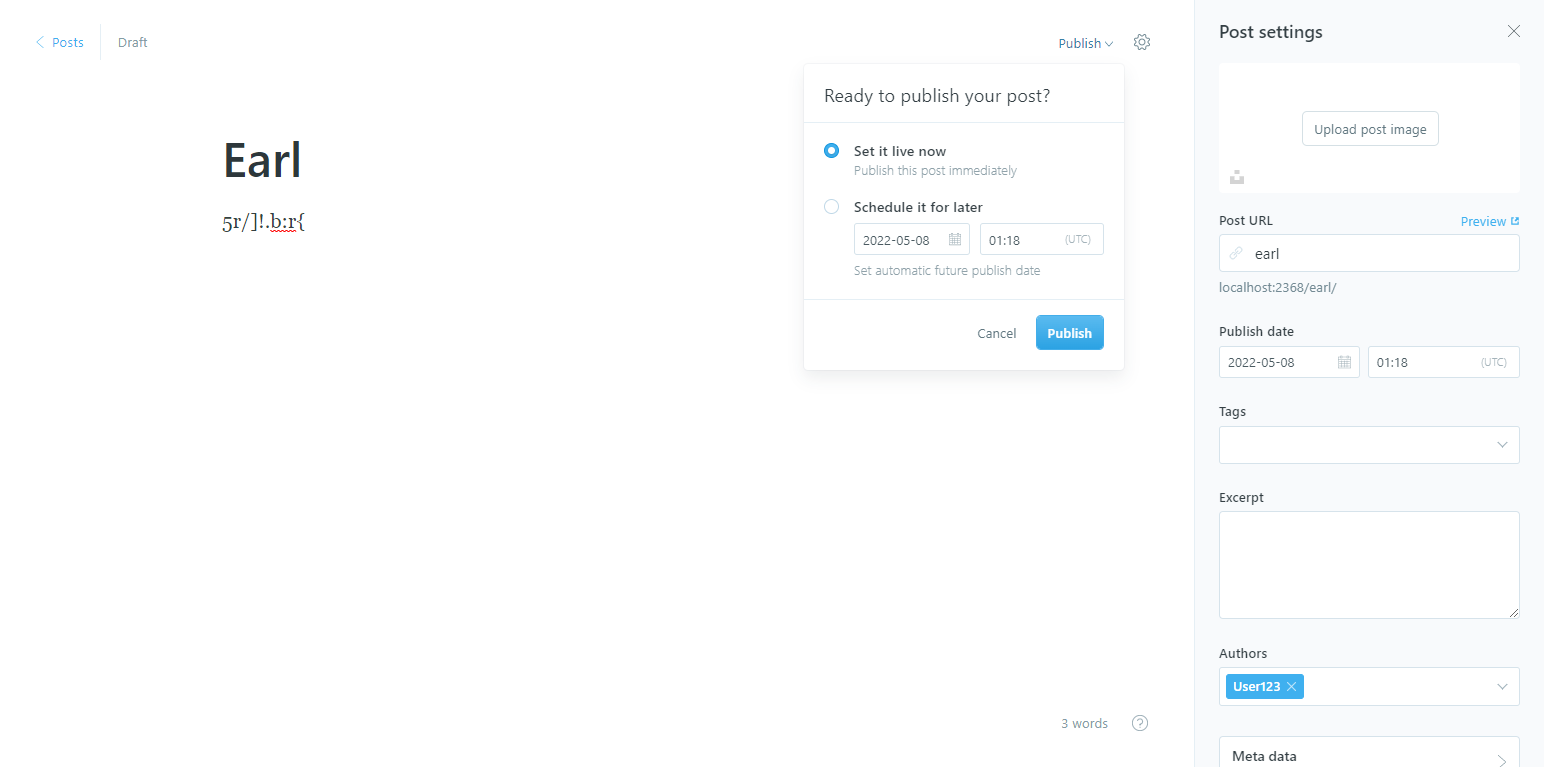 Posts
Draft
Publish
Earl
5r/]!.b:r{
Ready to publish your post?
Set it live now
Publish this post immediately
Schedule it for later
2022-05-08
01:18 (UTC)
Set automatic future publish date
Cancel
Publish
3 words
?
Post settings
Upload post image
Post URL
Preview
earl
localhost:2368/earl/
Publish date
2022-05-08
01:18 (UTC)
Tags
Excerpt
Authors
User123
Meta data